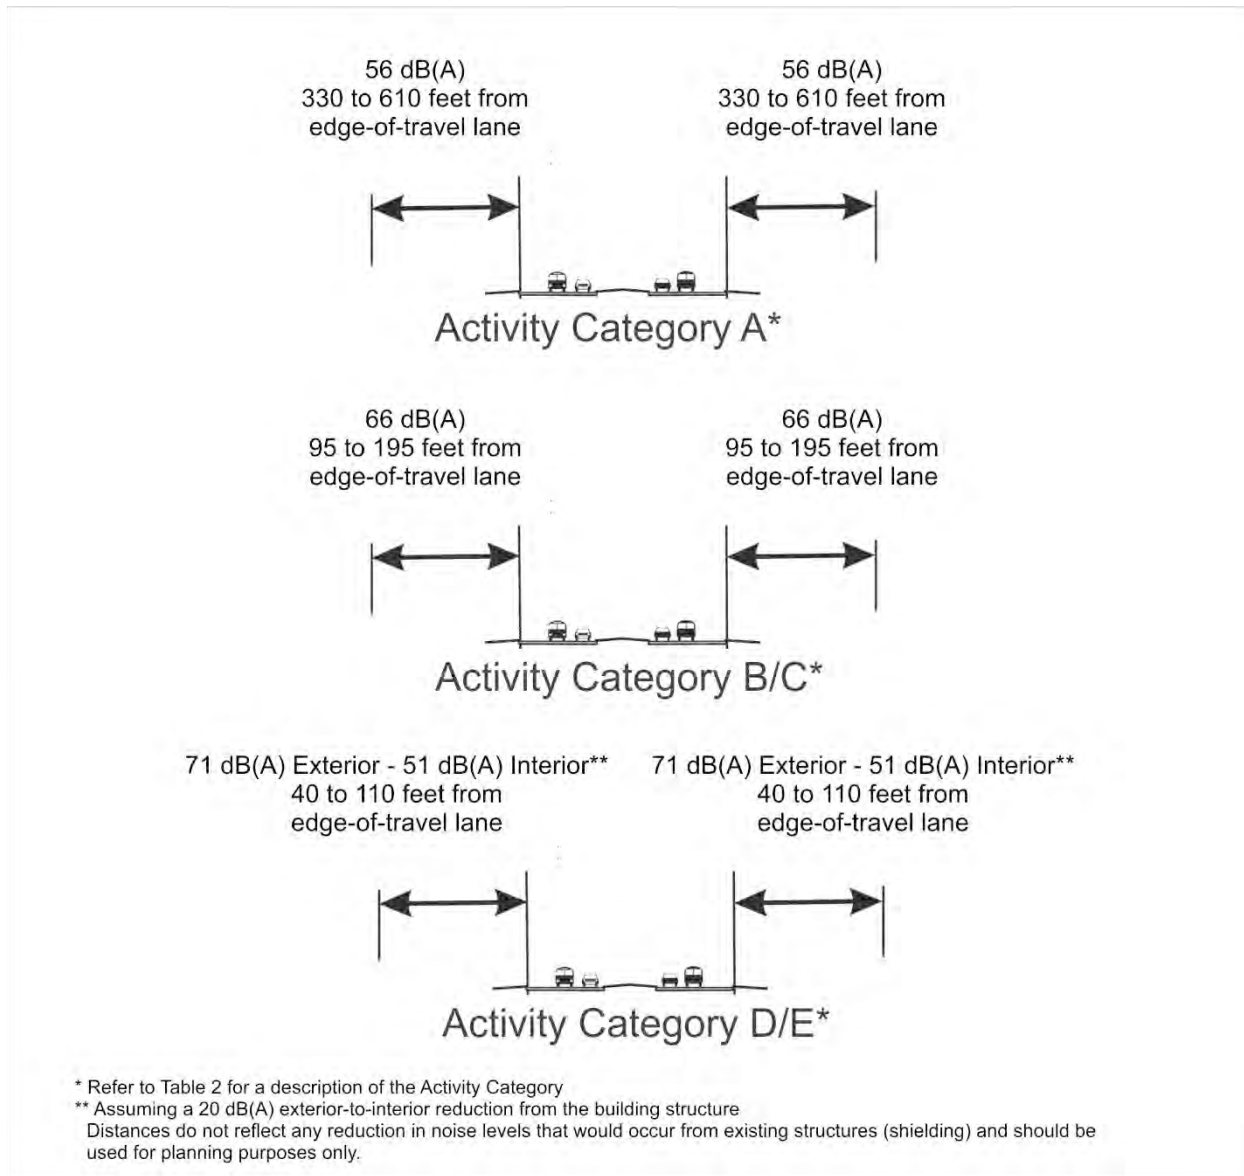 56 dB(A)
330 to 610 feet from
edge-of-travel lane
56 dB(A)
330 to 610 feet from
edge-of-travel lane
Activity Category A*
66 dB(A)
95 to 195 feet from
edge-of-travel lane
66 dB(A)
95 to 195 feet from
edge-of-travel lane
Activity Category B/C*
71 dB(A) Exterior - 51 dB(A) Interior**
40 to 110 feet from
edge-of-travel lane
71 dB(A) Exterior - 51 dB(A) Interior**
40 to 110 feet from
edge-of-travel lane
Activity Category D/E*
* Refer to Table 2 for a description of the Activity Category
** Assuming a 20 dB(A) exterior-to-interior reduction from the building structure
Distances do not reflect any reduction in noise levels that would occur from existing structures (shielding) and should be
used for planning purposes only.